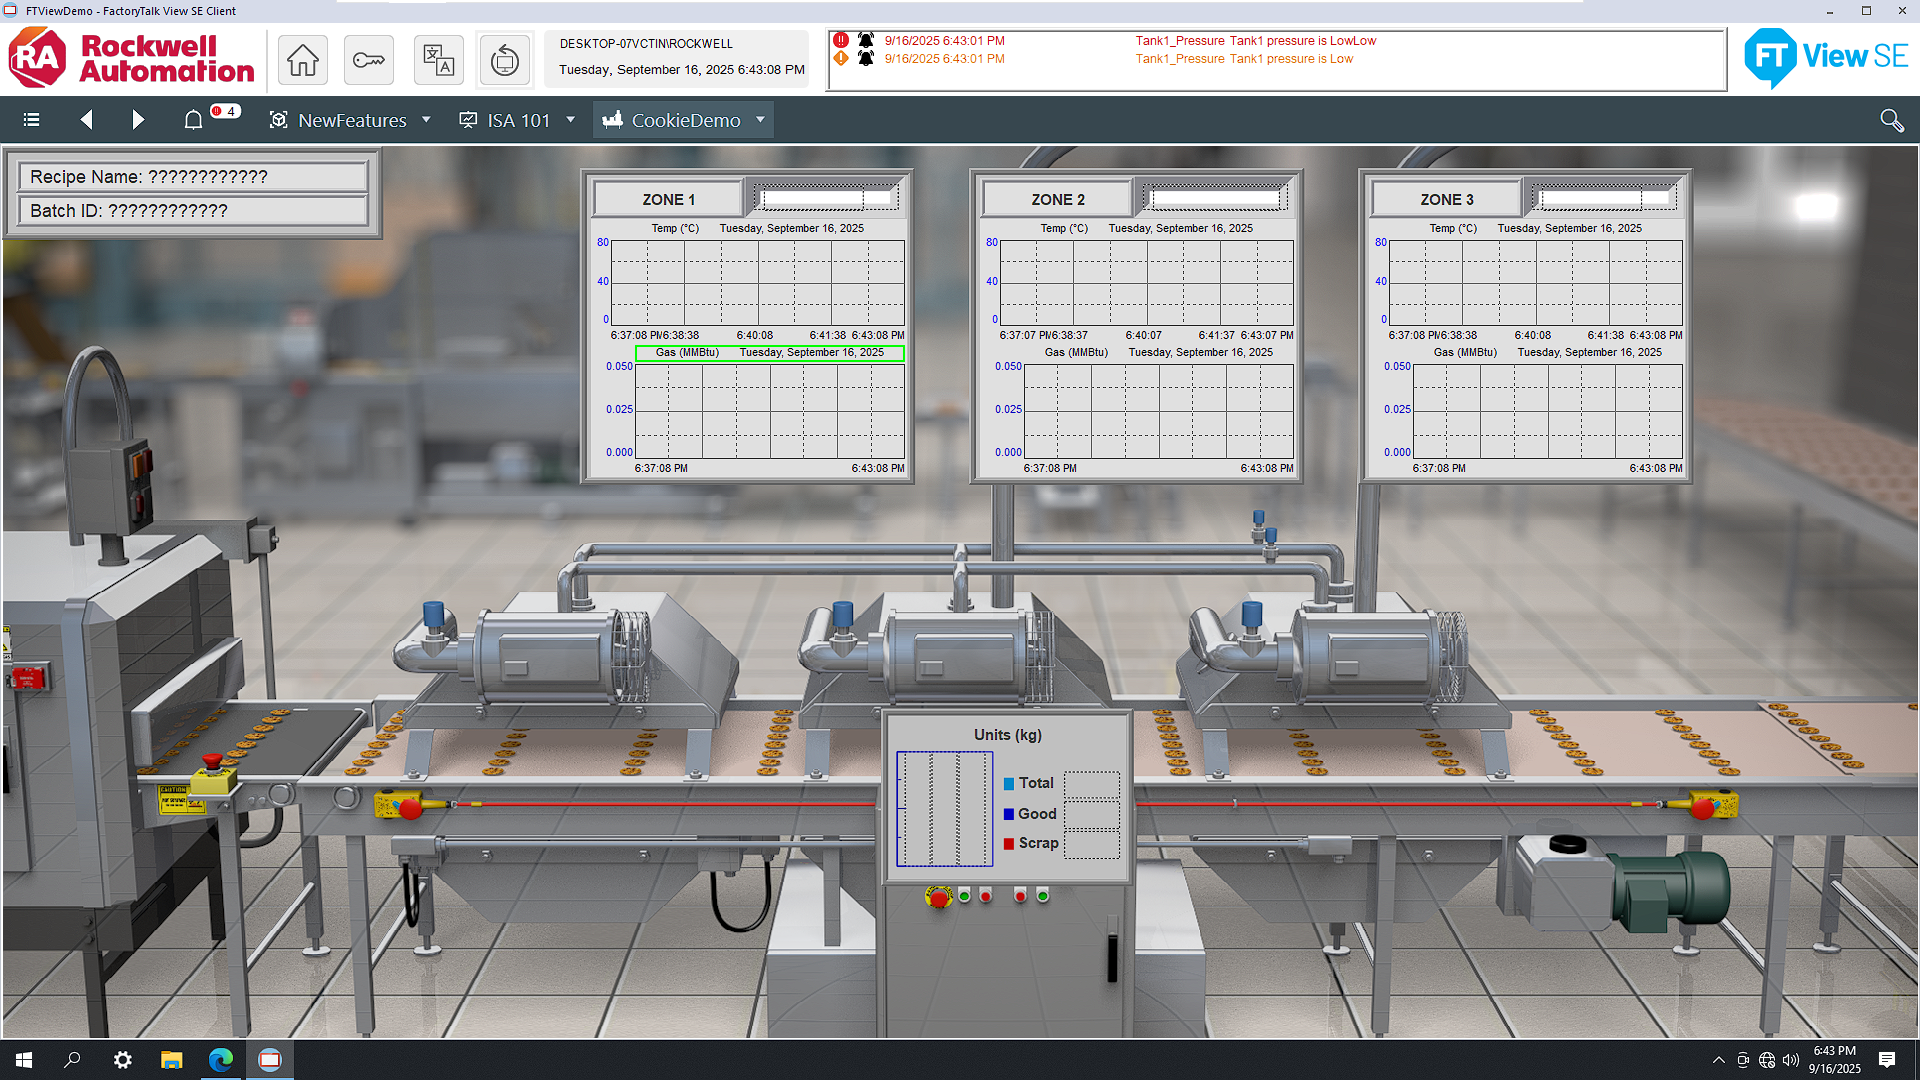 FTViewDemo - FactoryTalk View SE Client
RA Rockwell Automation
DESKTOP-07VCTIN\ROCKWELL
Tuesday, September 16, 2025 6:43:08 PM
9/16/2025 6:43:01 PM Tank1_Pressure Tank1 pressure is LowLow
9/16/2025 6:43:01 PM Tank1_Pressure Tank1 pressure is Low
FT View SE
4
NewFeatures
ISA 101
CookieDemo
Recipe Name: ????????????
Batch ID: ????????????
ZONE 1
Temp (°C) Tuesday, September 16, 2025
80
40
0
6:37:08 PM 6:38:38 6:40:08 6:41:38 6:43:08 PM
Gas (MMBtu) Tuesday, September 16, 2025
0.050
0.025
0.000
6:37:08 PM 6:43:08 PM
ZONE 2
Temp (°C) Tuesday, September 16, 2025
80
40
0
6:37:07 PM 6:38:37 6:40:07 6:41:37 6:43:07 PM
Gas (MMBtu) Tuesday, September 16, 2025
0.050
0.025
0.000
6:37:08 PM 6:43:08 PM
ZONE 3
Temp (°C) Tuesday, September 16, 2025
80
40
0
6:37:08 PM 6:38:38 6:40:08 6:41:38 6:43:08 PM
Gas (MMBtu) Tuesday, September 16, 2025
0.050
0.025
0.000
6:37:08 PM 6:43:08 PM
Units (kg)
Total
Good
Scrap
CAUTION
6:43 PM
9/16/2025